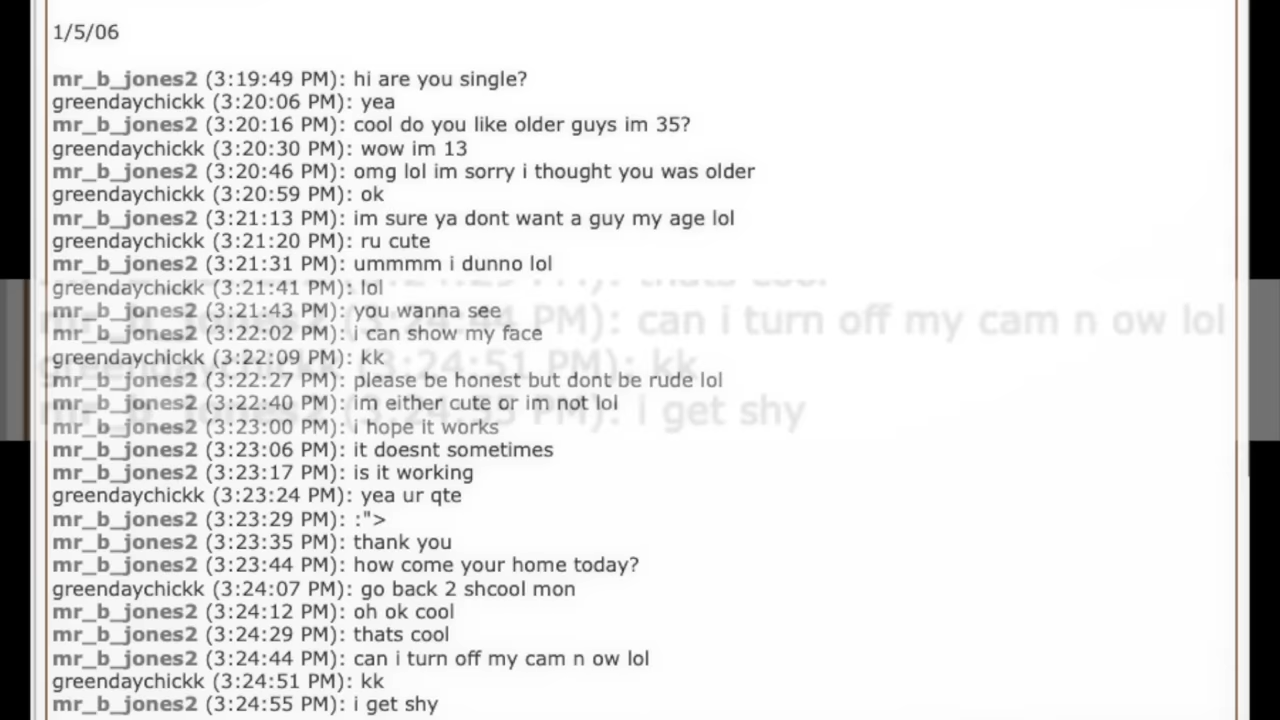 1/5/06
mr_b_jones2 (3:19:49 PM): hi are you single?
greendaychickk (3:20:06 PM): yea
mr_b_jones2 (3:20:16 PM): cool do you like older guys im 35?
greendaychickk (3:20:30 PM): wow im 13
mr_b_jones2 (3:20:46 PM): omg lol im sorry i thought you was older
greendaychickk (3:20:59 PM): ok
mr_b_jones2 (3:21:13 PM): im sure ya dont want a guy my age lol
greendaychickk (3:21:20 PM): ru cute
mr_b_jones2 (3:21:31 PM): ummmm i dunno lol
greendaychickk (3:21:41 PM): lol
mr_b_jones2 (3:21:43 PM): you wanna see
mr_b_jones2 (3:22:02 PM): i can show my face
greendaychickk (3:22:09 PM): kk
mr_b_jones2 (3:22:27 PM): please be honest but dont be rude lol
mr_b_jones2 (3:22:40 PM): im either cute or im not lol
mr_b_jones2 (3:23:00 PM): i hope it works
mr_b_jones2 (3:23:06 PM): it doesnt sometimes
mr_b_jones2 (3:23:17 PM): is it working
greendaychickk (3:23:24 PM): yea ur qte
mr_b_jones2 (3:23:29 PM): :">
mr_b_jones2 (3:23:35 PM): thank you
mr_b_jones2 (3:23:44 PM): how come your home today?
greendaychickk (3:24:07 PM): go back 2 shcool mon
mr_b_jones2 (3:24:12 PM): oh ok cool
mr_b_jones2 (3:24:29 PM): thats cool
mr_b_jones2 (3:24:44 PM): can i turn off my cam n ow lol
greendaychickk (3:24:51 PM): kk
mr_b_jones2 (3:24:55 PM): i get shy
can i turn off my cam n ow lol
kk
i get shy